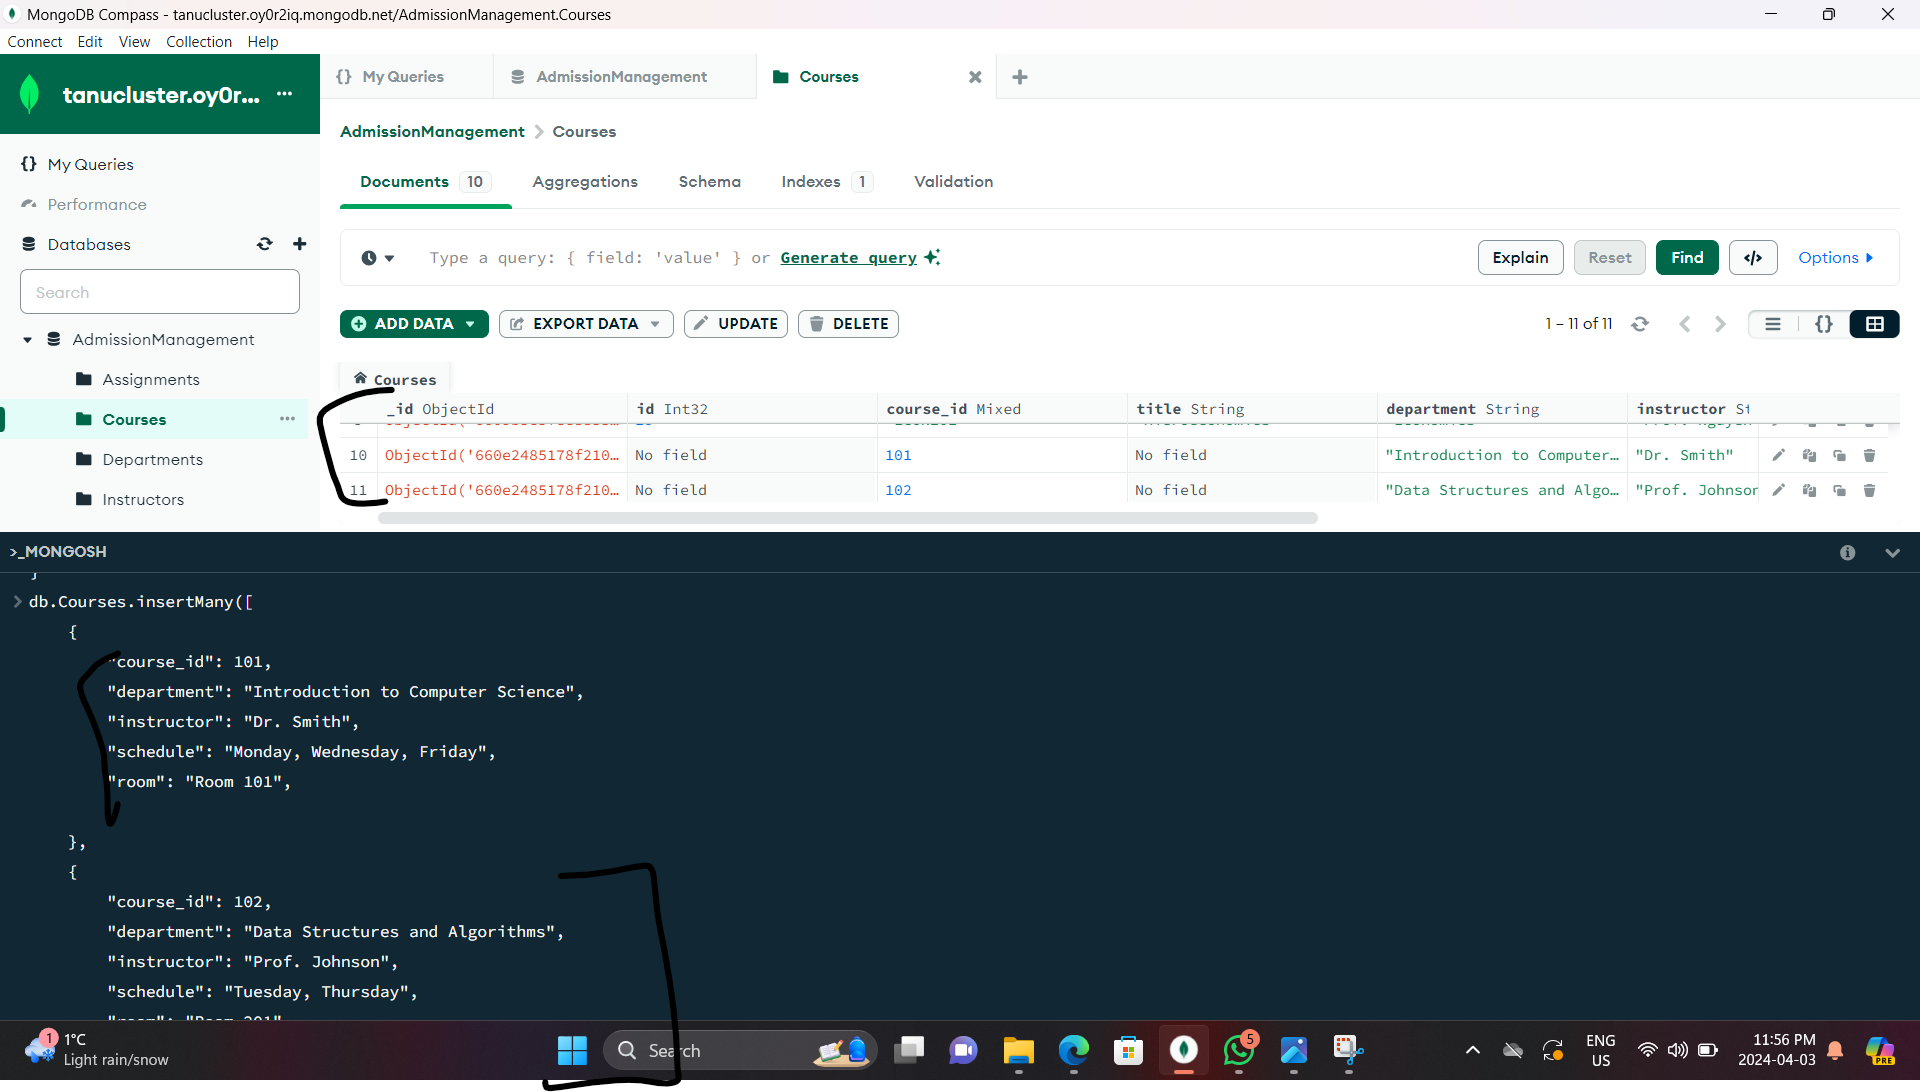 MongoDB Compass - tanucluster.oy0r2iq.mongodb.net/AdmissionManagement.Courses
Connect Edit View Collection Help
tanucluster.oy0r...
{} My Queries AdmissionManagement Courses
AdmissionManagement > Courses
{} My Queries
Performance
Databases
Search
AdmissionManagement
Assignments
Courses
Departments
Instructors
Documents 10 Aggregations Schema Indexes 1 Validation
Type a query: { field: 'value' } or Generate query
Explain Reset Find </> Options
ADD DATA EXPORT DATA UPDATE DELETE
1 – 11 of 11 {}
Courses
_id ObjectId id Int32 course_id Mixed title String department String instructor St
10 ObjectId('660e2485178f210... No field 101 No field "Introduction to Computer... "Dr. Smith"
11 ObjectId('660e2485178f210... No field 102 No field "Data Structures and Algo... "Prof. Johnson
>_MONGOSH
}
> db.Courses.insertMany([
{
"course_id": 101,
"department": "Introduction to Computer Science",
"instructor": "Dr. Smith",
"schedule": "Monday, Wednesday, Friday",
"room": "Room 101",
},
{
"course_id": 102,
"department": "Data Structures and Algorithms",
"instructor": "Prof. Johnson",
"schedule": "Tuesday, Thursday",
"room": "Room 201"
1 1°C
Light rain/snow
Search
5
ENG
US
11:56 PM
2024-04-03
PRE